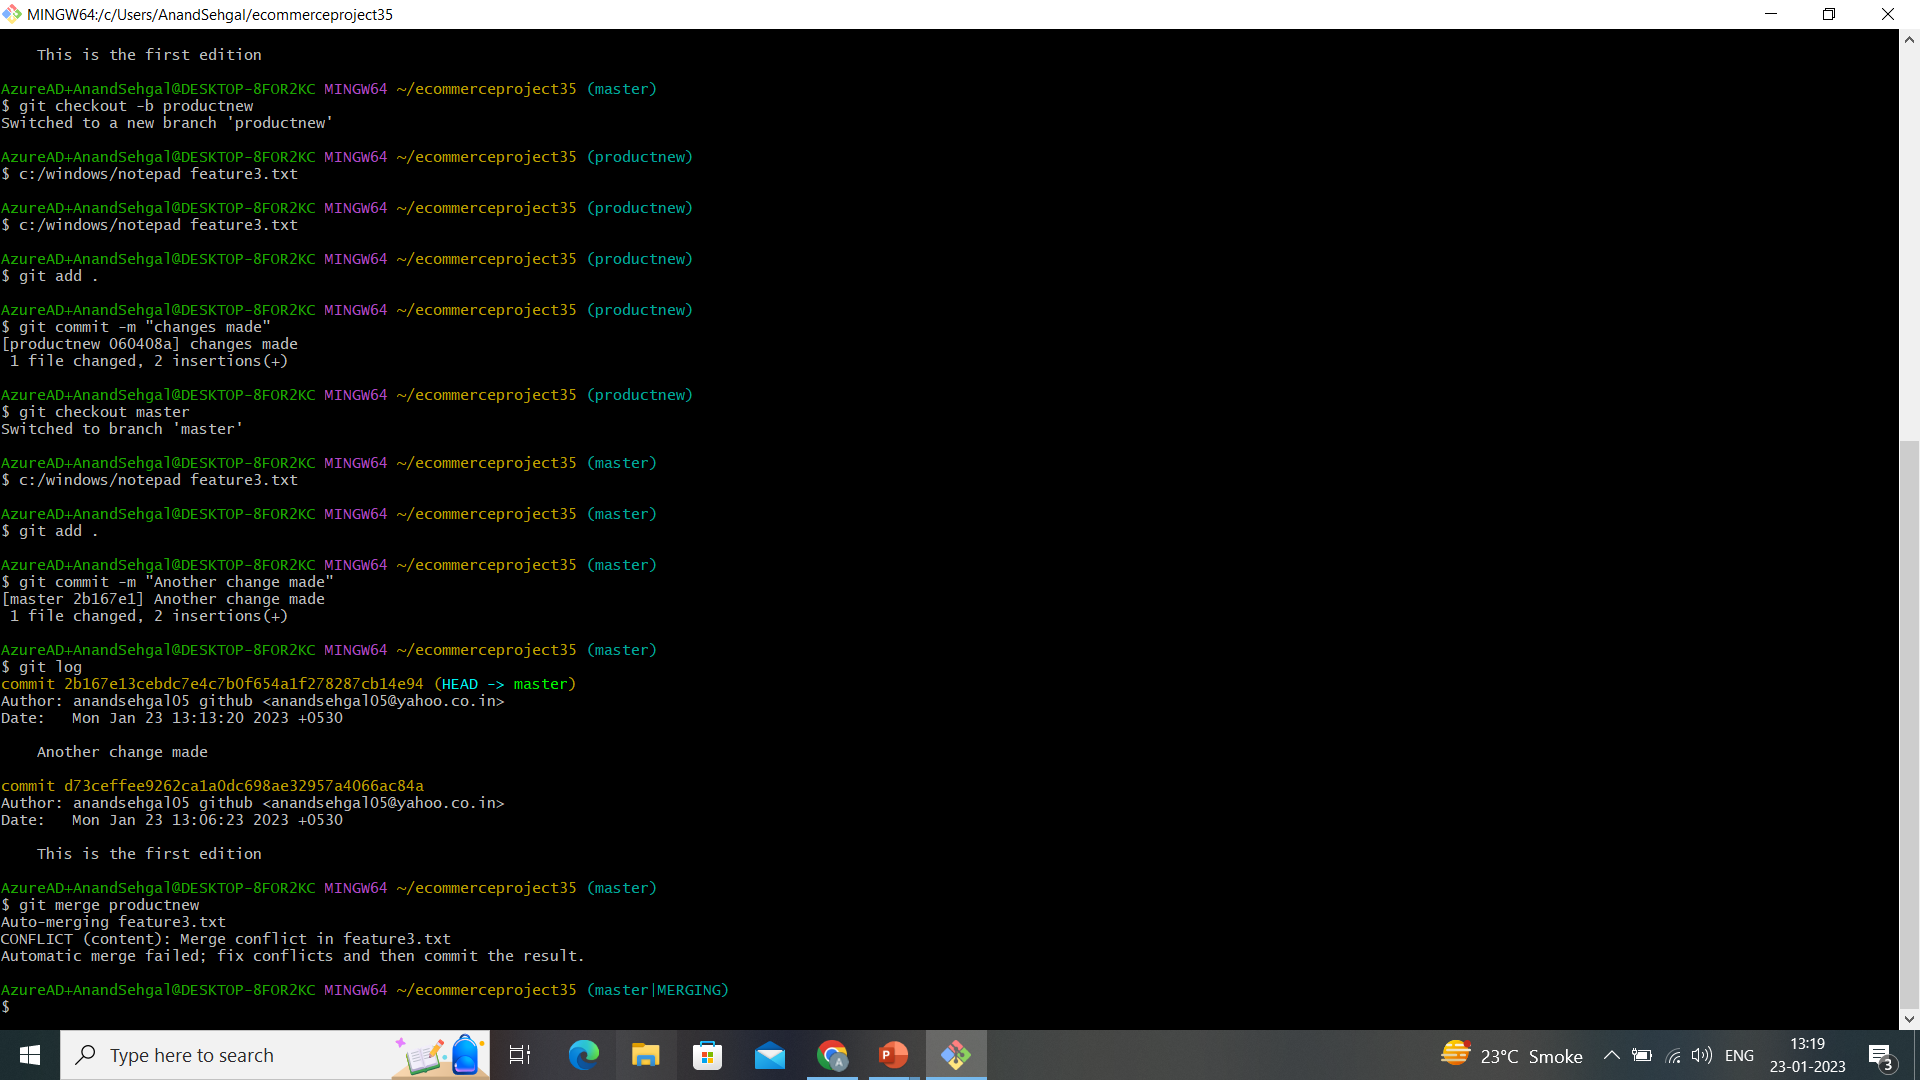 MINGW64:/c/Users/AnandSehgal/ecommerceproject35
    This is the first edition
AzureAD+AnandSehgal@DESKTOP-8FOR2KC MINGW64 ~/ecommerceproject35 (master)
$ git checkout -b productnew
Switched to a new branch 'productnew'
AzureAD+AnandSehgal@DESKTOP-8FOR2KC MINGW64 ~/ecommerceproject35 (productnew)
$ c:/windows/notepad feature3.txt
AzureAD+AnandSehgal@DESKTOP-8FOR2KC MINGW64 ~/ecommerceproject35 (productnew)
$ c:/windows/notepad feature3.txt
AzureAD+AnandSehgal@DESKTOP-8FOR2KC MINGW64 ~/ecommerceproject35 (productnew)
$ git add .
AzureAD+AnandSehgal@DESKTOP-8FOR2KC MINGW64 ~/ecommerceproject35 (productnew)
$ git commit -m "changes made"
[productnew 060408a] changes made
 1 file changed, 2 insertions(+)
AzureAD+AnandSehgal@DESKTOP-8FOR2KC MINGW64 ~/ecommerceproject35 (productnew)
$ git checkout master
Switched to branch 'master'
AzureAD+AnandSehgal@DESKTOP-8FOR2KC MINGW64 ~/ecommerceproject35 (master)
$ c:/windows/notepad feature3.txt
AzureAD+AnandSehgal@DESKTOP-8FOR2KC MINGW64 ~/ecommerceproject35 (master)
$ git add .
AzureAD+AnandSehgal@DESKTOP-8FOR2KC MINGW64 ~/ecommerceproject35 (master)
$ git commit -m "Another change made"
[master 2b167e1] Another change made
 1 file changed, 2 insertions(+)
AzureAD+AnandSehgal@DESKTOP-8FOR2KC MINGW64 ~/ecommerceproject35 (master)
$ git log
commit 2b167e13cebdc7e4c7b0f654a1f278287cb14e94 (HEAD -> master)
Author: anandsehgal05 github <anandsehgal05@yahoo.co.in>
Date:   Mon Jan 23 13:13:20 2023 +0530
    Another change made
commit d73ceffee9262ca1a0dc698ae32957a4066ac84a
Author: anandsehgal05 github <anandsehgal05@yahoo.co.in>
Date:   Mon Jan 23 13:06:23 2023 +0530
    This is the first edition
AzureAD+AnandSehgal@DESKTOP-8FOR2KC MINGW64 ~/ecommerceproject35 (master)
$ git merge productnew
Auto-merging feature3.txt
CONFLICT (content): Merge conflict in feature3.txt
Automatic merge failed; fix conflicts and then commit the result.
AzureAD+AnandSehgal@DESKTOP-8FOR2KC MINGW64 ~/ecommerceproject35 (master|MERGING)
$
Type here to search
A
P
23°C Smoke
ENG
13:19
23-01-2023
3